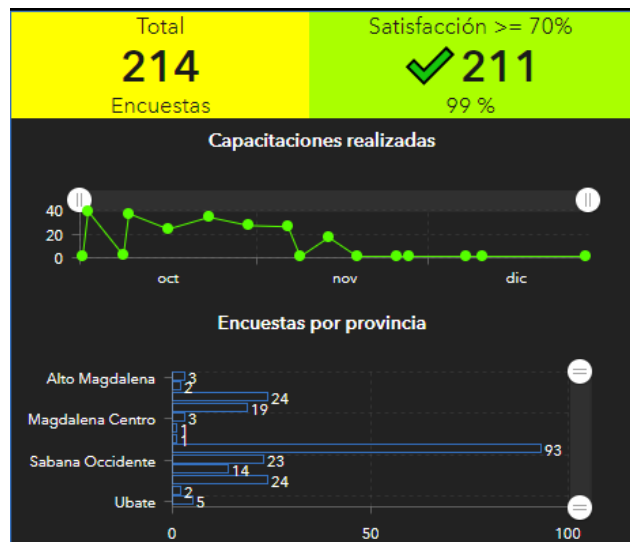 Total
214
Encuestas
Satisfacción >= 70%
211
99 %
Capacitaciones realizadas
40
20
0
oct nov dic
Encuestas por provincia
Alto Magdalena 3
2
24
19
Magdalena Centro 3
1
1
93
Sabana Occidente 23
14
24
2
Ubate 5
0 50 100